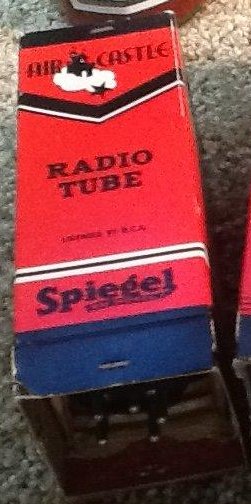 AIR CASTLE
RADIO
TUBE
LICENSED BY R.C.A.
Spiegel